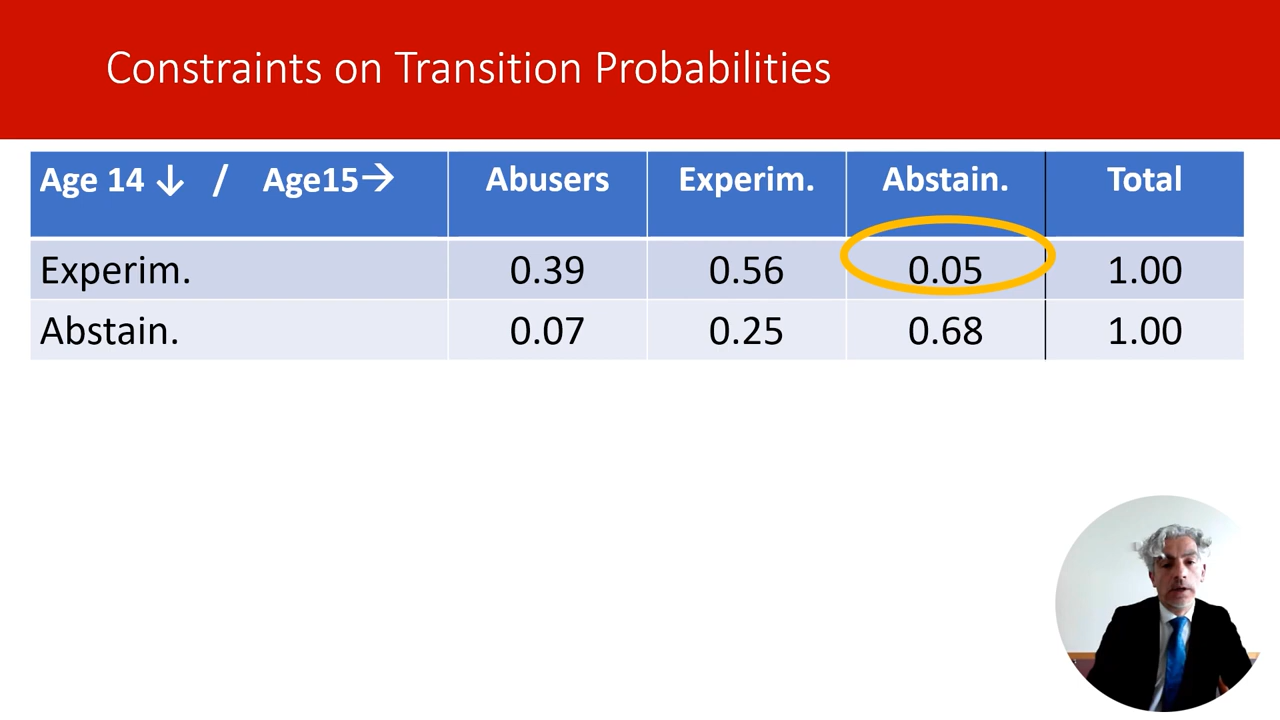 Constraints on Transition Probabilities
Age 14 ↓ / Age15→ Abusers Experim. Abstain. Total
Experim. 0.39 0.56 0.05 1.00
Abstain. 0.07 0.25 0.68 1.00